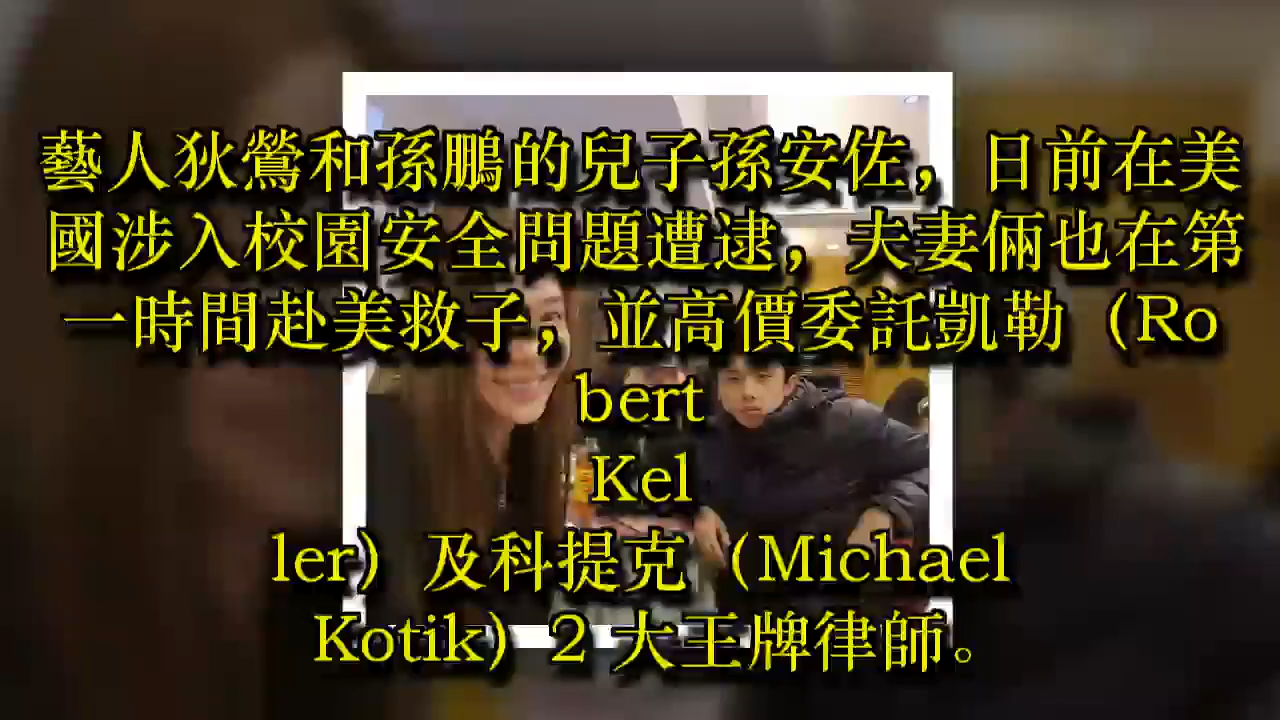 藝人狄鶯和孫鵬的兒子孫安佐，日前在美
國涉入校園安全問題遭逮，夫妻倆也在第
一時間赴美救子，並高價委託凱勒（Ro
bert
Kel
ler）及科提克（Michael
Kotik）2 大王牌律師。